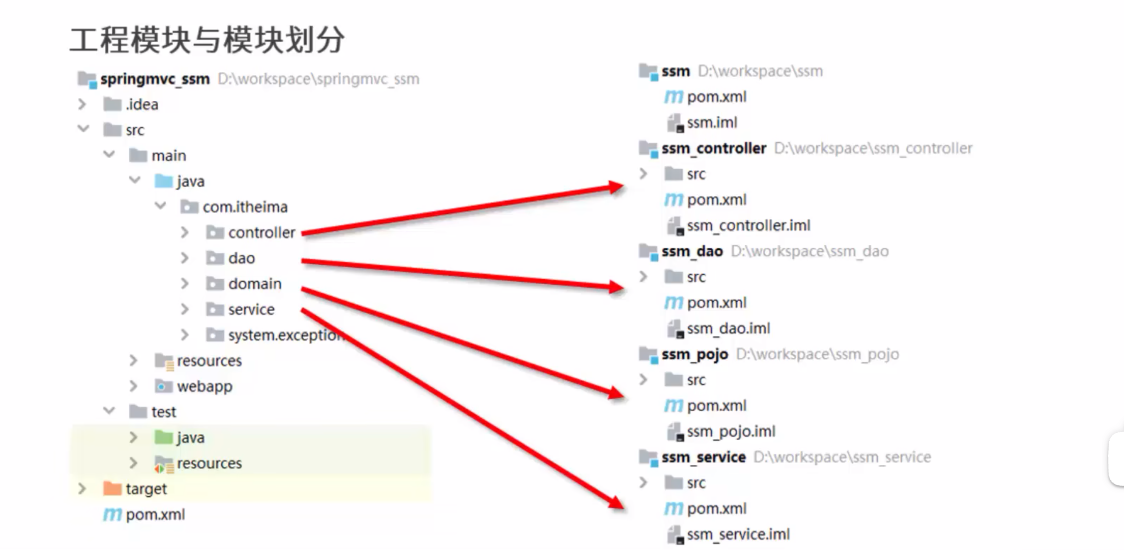 工程模块与模块划分
springmvc_ssm D:\workspace\springmvc_ssm
.idea
src
main
java
com.itheima
controller
dao
domain
service
system.exception
resources
webapp
test
java
resources
target
pom.xml
ssm D:\workspace\ssm
pom.xml
ssm.iml
ssm_controller D:\workspace\ssm_controller
src
pom.xml
ssm_controller.iml
ssm_dao D:\workspace\ssm_dao
src
pom.xml
ssm_dao.iml
ssm_pojo D:\workspace\ssm_pojo
src
pom.xml
ssm_pojo.iml
ssm_service D:\workspace\ssm_service
src
pom.xml
ssm_service.iml